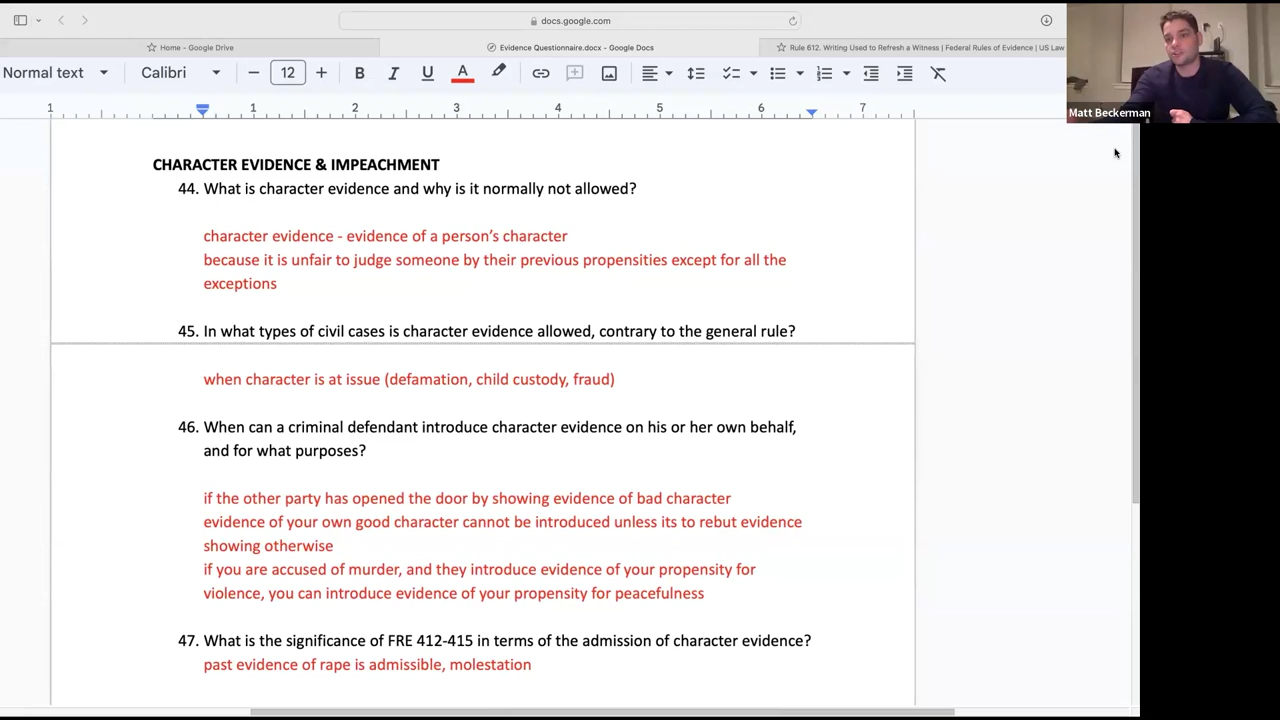 docs.google.com
Home - Google Drive
Evidence Questionnaire.docx - Google Docs
Rule 612. Writing Used to Refresh a Witness | Federal Rules of Evidence | US Law
Normal text
Calibri
12
B I U A
1 1 2 3 4 5 6 7
Matt Beckerman
CHARACTER EVIDENCE & IMPEACHMENT
44. What is character evidence and why is it normally not allowed?
character evidence - evidence of a person’s character
because it is unfair to judge someone by their previous propensities except for all the
exceptions
45. In what types of civil cases is character evidence allowed, contrary to the general rule?
when character is at issue (defamation, child custody, fraud)
46. When can a criminal defendant introduce character evidence on his or her own behalf,
and for what purposes?
if the other party has opened the door by showing evidence of bad character
evidence of your own good character cannot be introduced unless its to rebut evidence
showing otherwise
if you are accused of murder, and they introduce evidence of your propensity for
violence, you can introduce evidence of your propensity for peacefulness
47. What is the significance of FRE 412-415 in terms of the admission of character evidence?
past evidence of rape is admissible, molestation